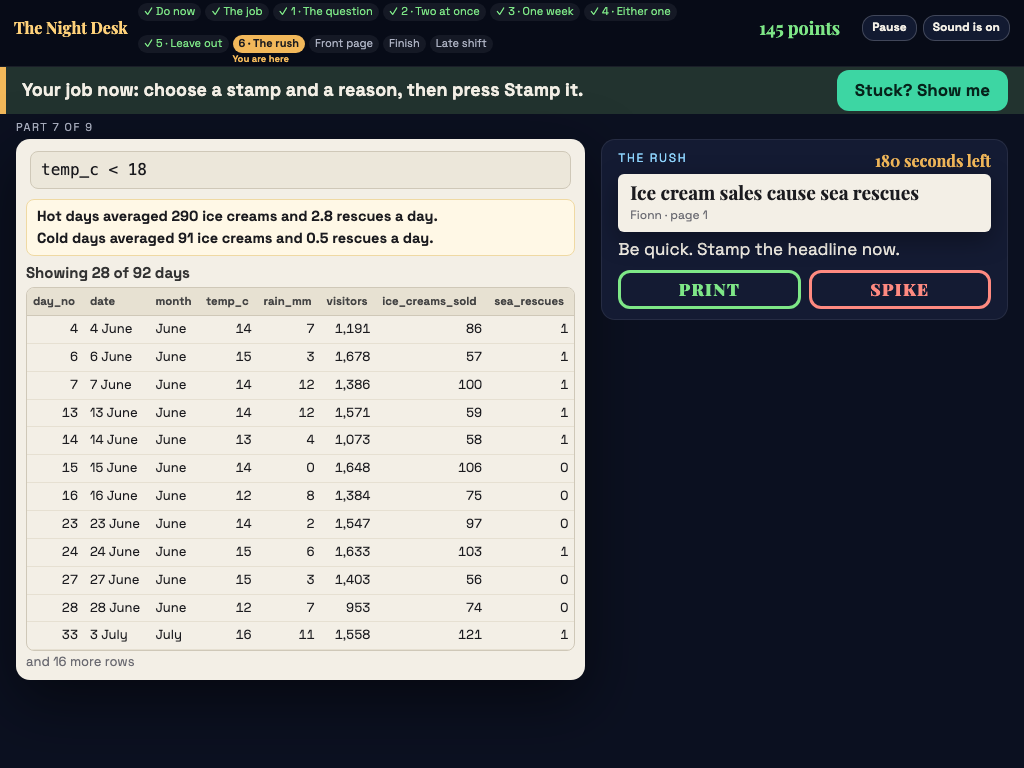 The Night Desk
✓ Do now
✓ The job
✓ 1 · The question
✓ 2 · Two at once
✓ 3 · One week
✓ 4 · Either one
✓ 5 · Leave out
6 · The rush
You are here
Front page
Finish
Late shift
145 points
Pause
Sound is on
Your job now: choose a stamp and a reason, then press Stamp it.
Stuck? Show me
PART 7 OF 9
temp_c < 18
Hot days averaged 290 ice creams and 2.8 rescues a day.
Cold days averaged 91 ice creams and 0.5 rescues a day.
Showing 28 of 92 days
day_no date month temp_c rain_mm visitors ice_creams_sold sea_rescues
4 4 June June 14 7 1,191 86 1
6 6 June June 15 3 1,678 57 1
7 7 June June 14 12 1,386 100 1
13 13 June June 14 12 1,571 59 1
14 14 June June 13 4 1,073 58 1
15 15 June June 14 0 1,648 106 0
16 16 June June 12 8 1,384 75 0
23 23 June June 14 2 1,547 97 0
24 24 June June 15 6 1,633 103 1
27 27 June June 15 3 1,403 56 0
28 28 June June 12 7 953 74 0
33 3 July July 16 11 1,558 121 1
and 16 more rows
THE RUSH
180 seconds left
Ice cream sales cause sea rescues
Fionn · page 1
Be quick. Stamp the headline now.
PRINT
SPIKE